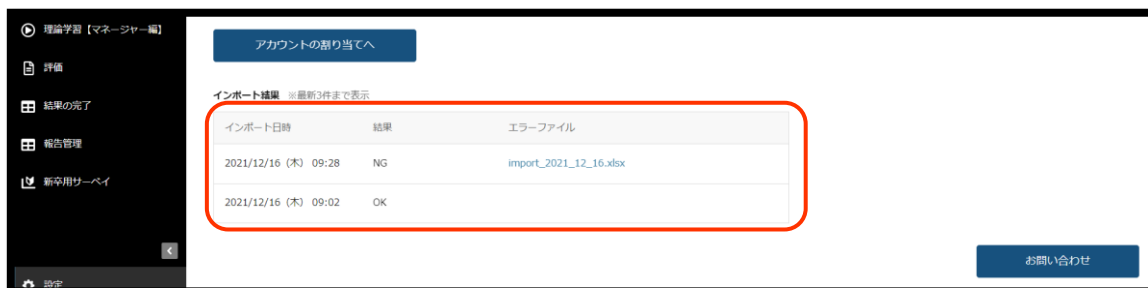 理論学習【マネージャー編】
評価
結果の完了
報告管理
新卒用サーベイ
設定
アカウントの割り当てへ
インポート結果 ※最新3件まで表示
インポート日時 結果 エラーファイル
2021/12/16（木） 09:28 NG import_2021_12_16.xlsx
2021/12/16（木） 09:02 OK
お問い合わせ